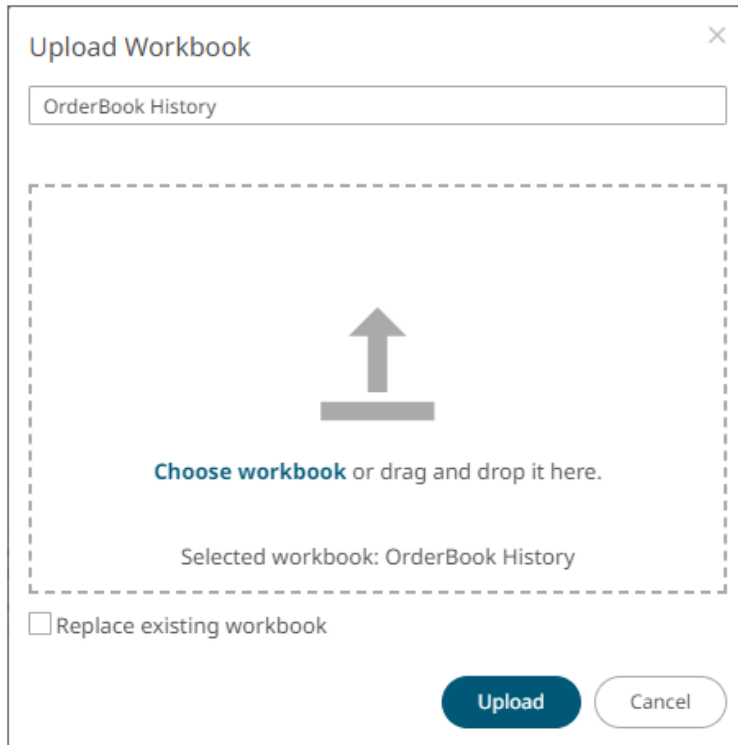 Upload Workbook
OrderBook History
Choose workbook or drag and drop it here.
Selected workbook: OrderBook History
Replace existing workbook
Upload
Cancel